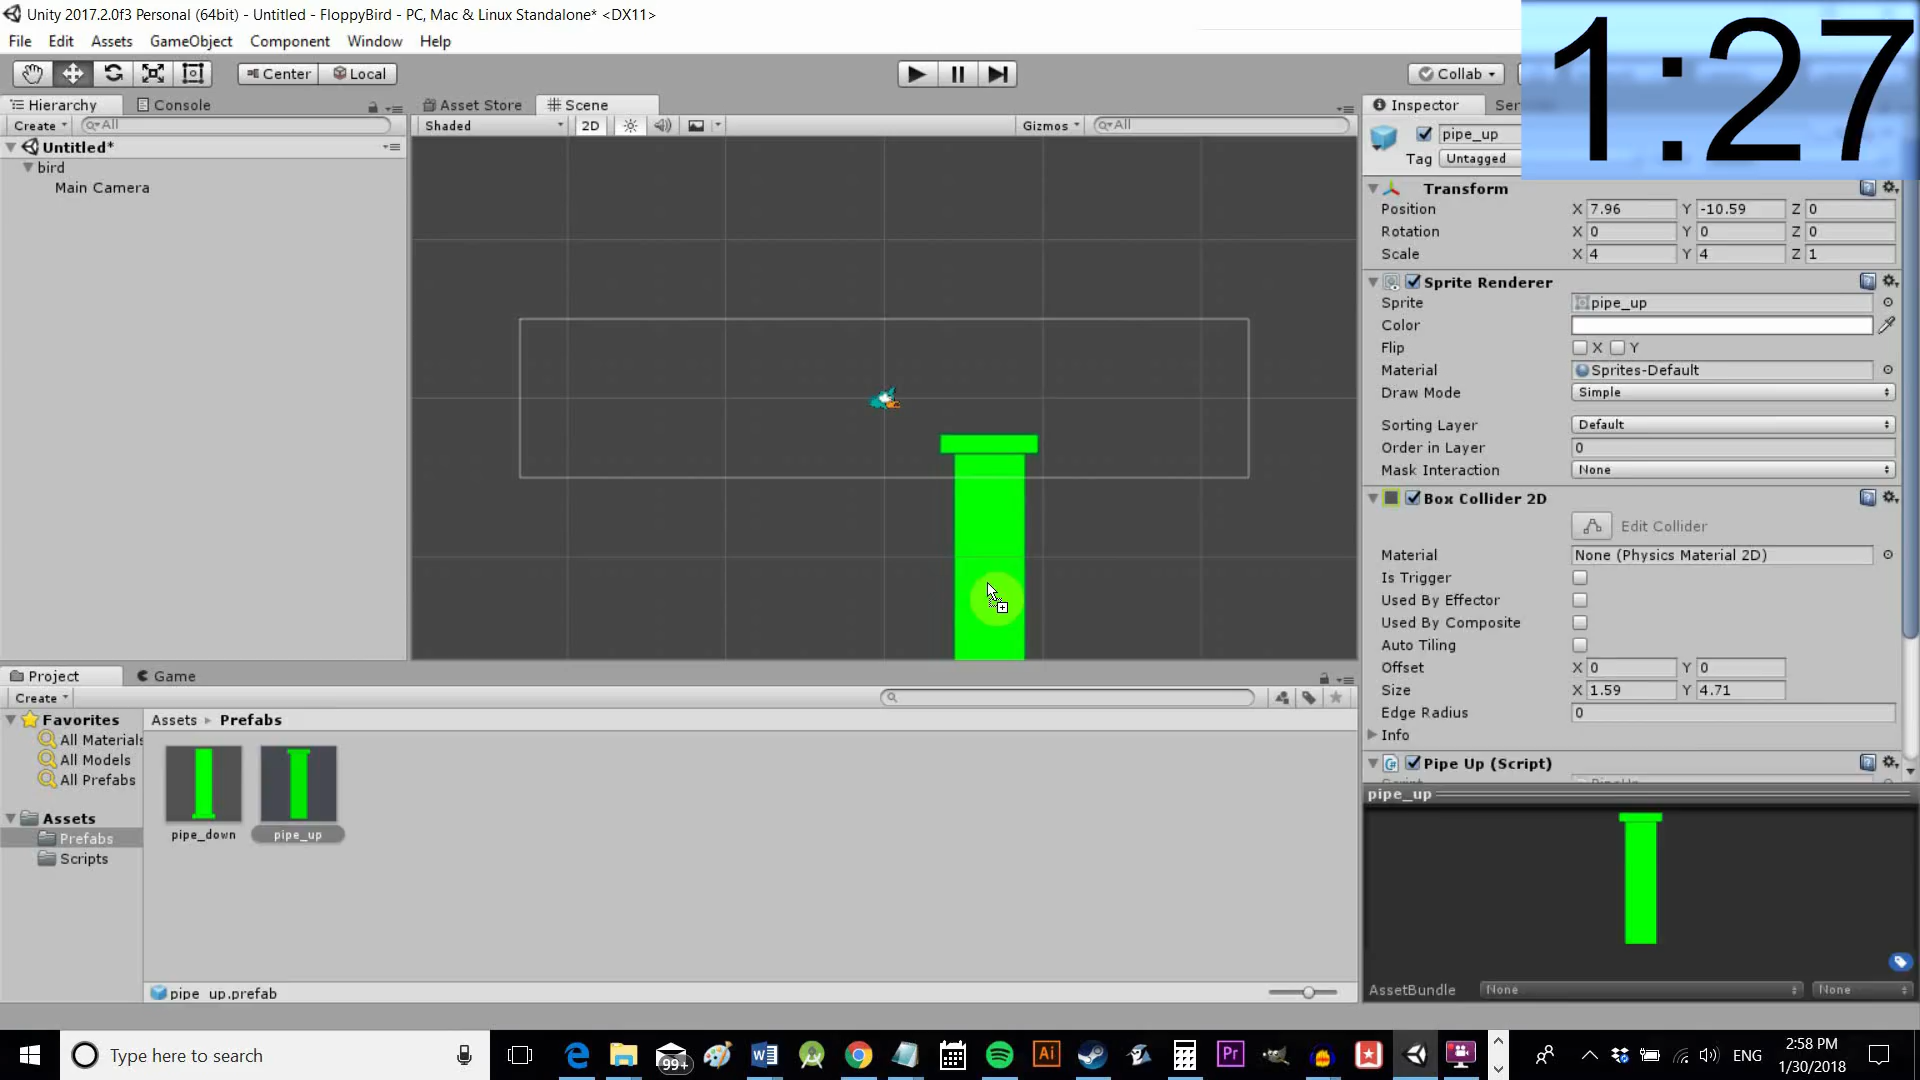 Unity 2017.2.0f3 Personal (64bit) - Untitled - FloppyBird - PC, Mac & Linux Standalone* <DX11>
1:27
File Edit Assets GameObject Component Window Help
Center Local Collab
Hierarchy Console Asset Store Scene Inspector Ser
Create All Shaded 2D Gizmos All pipe_up
Untitled* Tag Untagged
bird
Main Camera
Transform
Position X 7.96 Y -10.59 Z 0
Rotation X 0 Y 0 Z 0
Scale X 4 Y 4 Z 1
Sprite Renderer
Sprite pipe_up
Color
Flip X Y
Material Sprites-Default
Draw Mode Simple
Sorting Layer Default
Order in Layer 0
Mask Interaction None
Box Collider 2D
Edit Collider
Material None (Physics Material 2D)
Is Trigger
Used By Effector
Used By Composite
Auto Tiling
Offset X 0 Y 0
Size X 1.59 Y 4.71
Edge Radius 0
Info
Pipe Up (Script)
pipe_up
AssetBundle None None
Project Game
Create
Favorites
All Materials
All Models
All Prefabs
Assets
Prefabs
Scripts
Assets Prefabs
pipe_down pipe_up
pipe_up.prefab
Type here to search
99+ Ai Pr
ENG
2:58 PM
1/30/2018